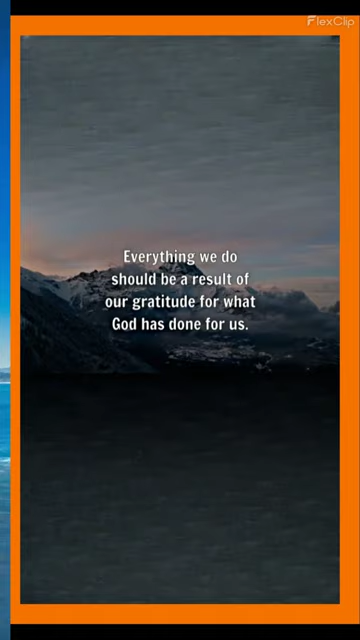 FlexClip
Everything we do
should be a result of
our gratitude for what
God has done for us.